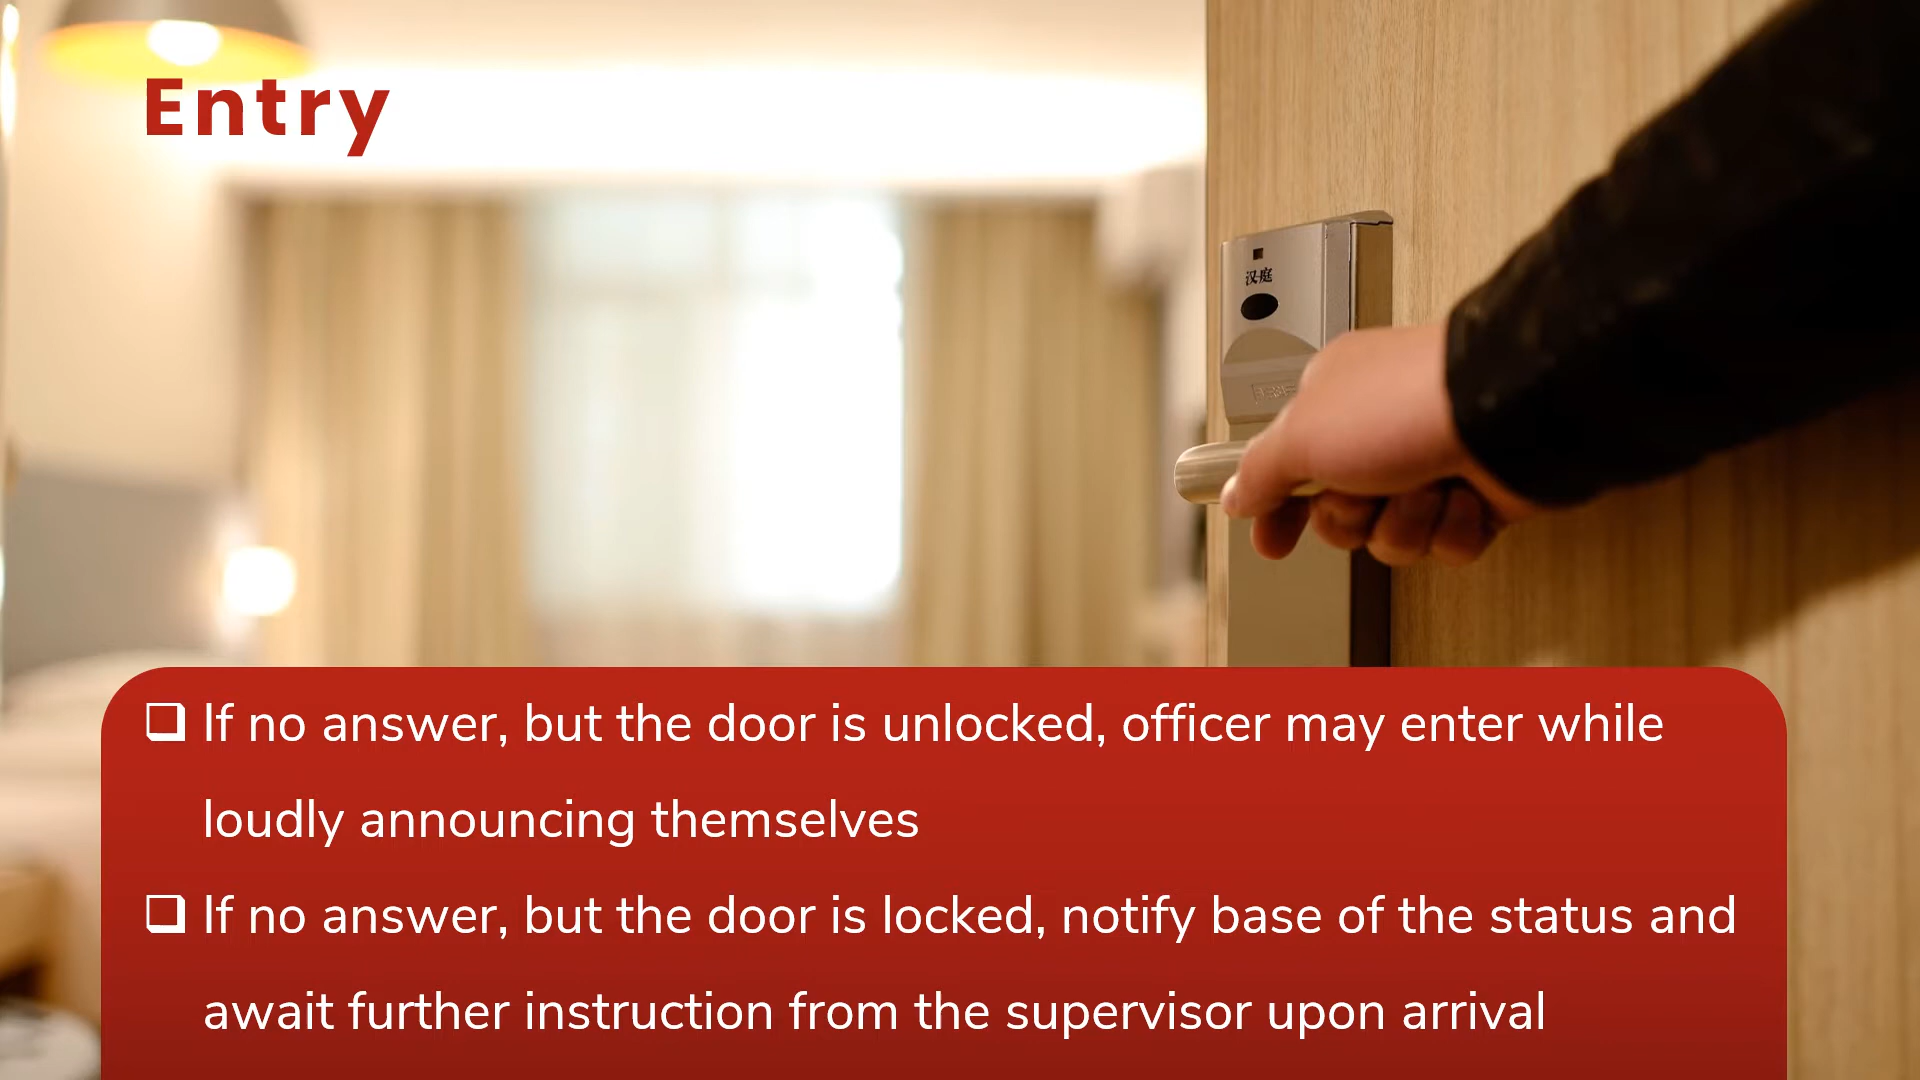 Entry
汉庭
If no answer, but the door is unlocked, officer may enter while
loudly announcing themselves
If no answer, but the door is locked, notify base of the status and
await further instruction from the supervisor upon arrival